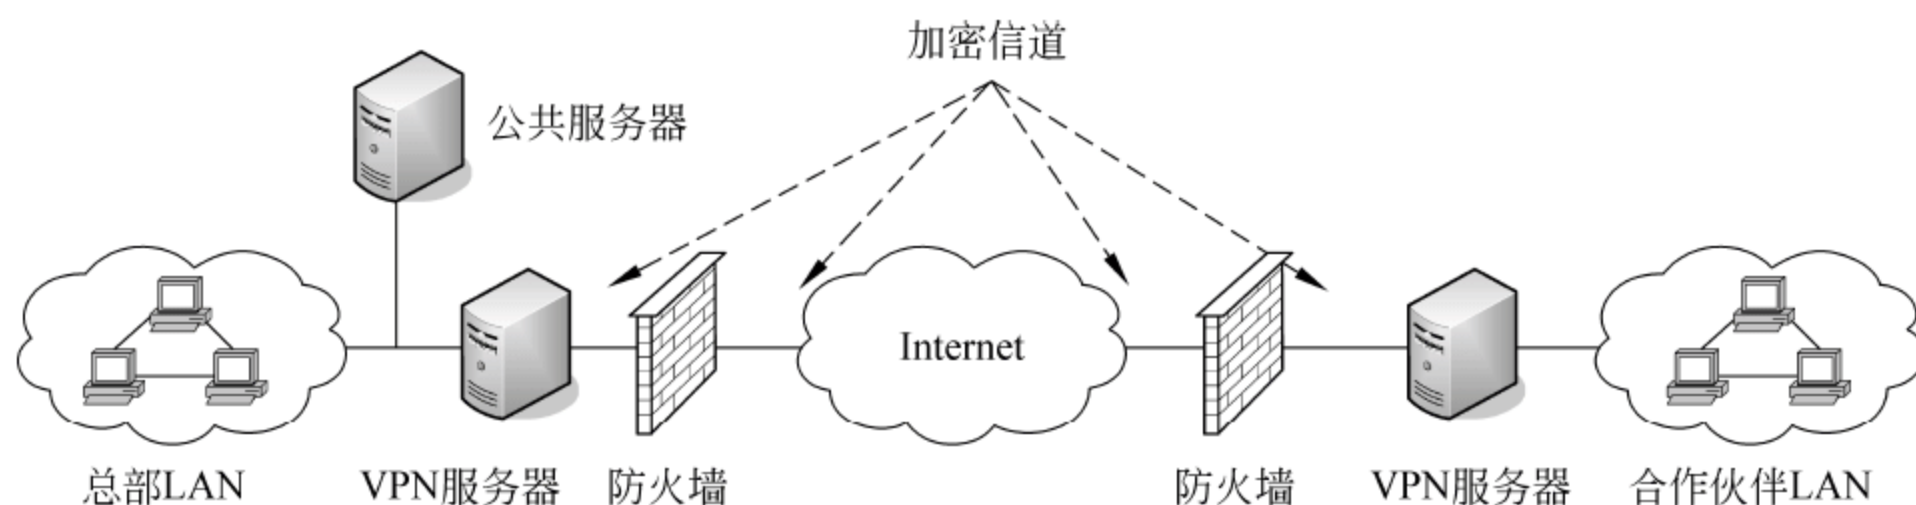 加密信道
公共服务器
Internet
总部LAN
VPN服务器
防火墙
防火墙
VPN服务器
合作伙伴LAN